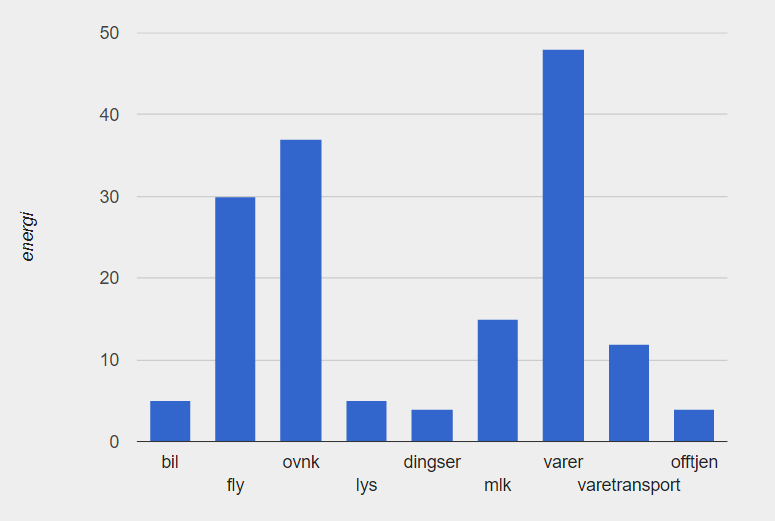 50
40
30
20
10
0
energi
bil
fly
ovnk
lys
dingser
mlk
varer
varetransport
offtjen